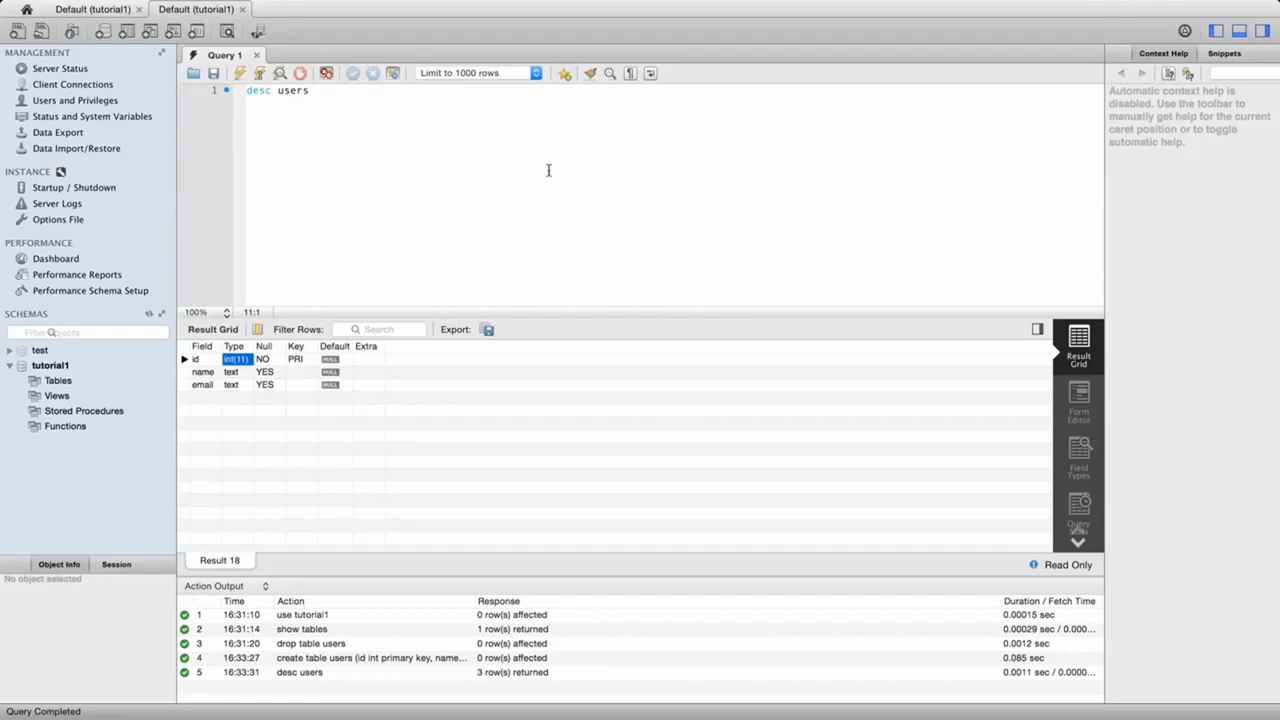 Default (tutorial1) × Default (tutorial1) ×
MANAGEMENT
Server Status
Client Connections
Users and Privileges
Status and System Variables
Data Export
Data Import/Restore
INSTANCE
Startup / Shutdown
Server Logs
Options File
PERFORMANCE
Dashboard
Performance Reports
Performance Schema Setup
SCHEMAS
Filter objects
test
tutorial1
Tables
Views
Stored Procedures
Functions
Object Info Session
No object selected
Query 1 ×
Limit to 1000 rows
1 desc users
100% 11:1
Result Grid Filter Rows: Search Export:
Field Type Null Key Default Extra
id int(11) NO PRI NULL
name text YES NULL
email text YES NULL
Result Grid
Form Editor
Field Types
Query
Result 18
Read Only
Action Output
Time Action Response Duration / Fetch Time
1 16:31:10 use tutorial1 0 row(s) affected 0.00015 sec
2 16:31:14 show tables 1 row(s) returned 0.00029 sec / 0.000...
3 16:31:20 drop table users 0 row(s) affected 0.0012 sec
4 16:33:27 create table users (id int primary key, name... 0 row(s) affected 0.085 sec
5 16:33:31 desc users 3 row(s) returned 0.0011 sec / 0.0000...
Context Help Snippets
Automatic context help is
disabled. Use the toolbar to
manually get help for the current
caret position or to toggle
automatic help.
Query Completed